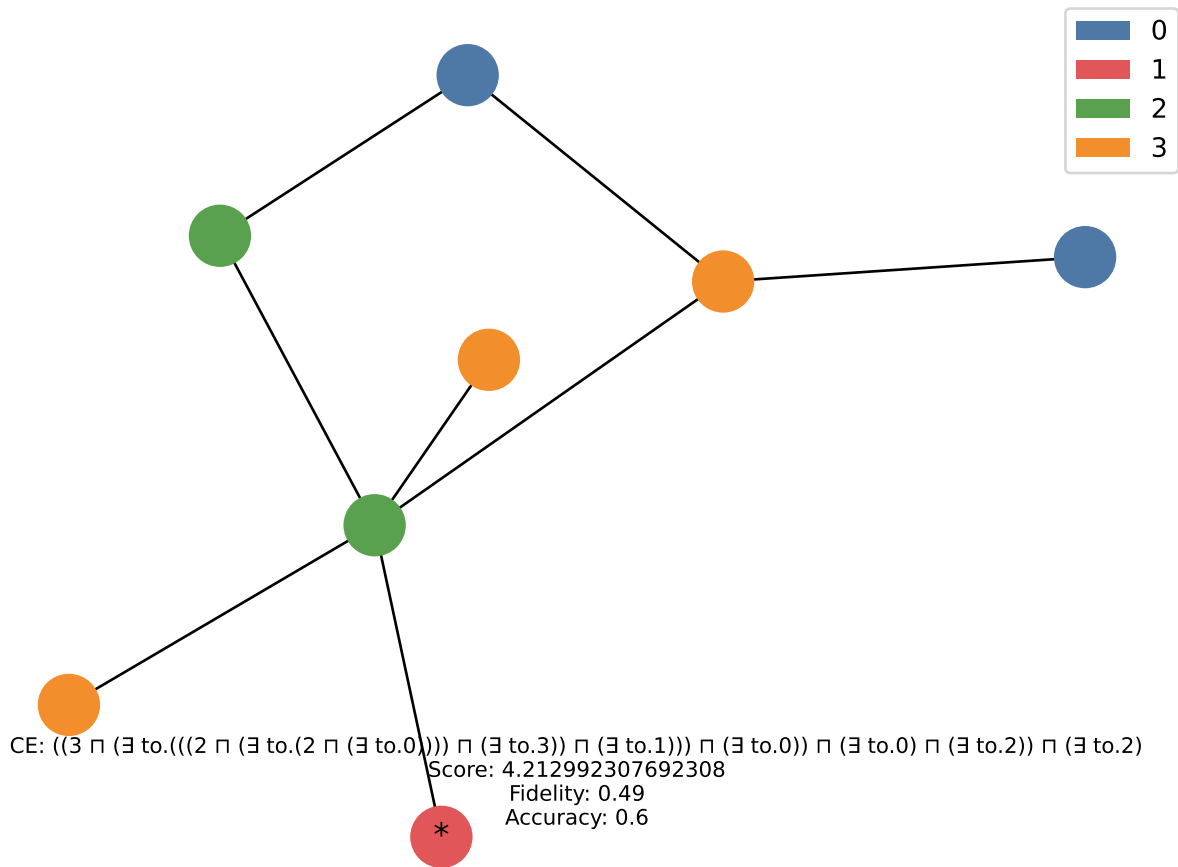 0
1
2
3
CE: ((3 ⊓ (∃ to.(((2 ⊓ (∃ to.(2 ⊓ (∃ to.0)))) ⊓ (∃ to.3)) ⊓ (∃ to.1))) ⊓ (∃ to.0)) ⊓ (∃ to.0) ⊓ (∃ to.2)) ⊓ (∃ to.2)
Score: 4.212992307692308
Fidelity: 0.49
Accuracy: 0.6
*